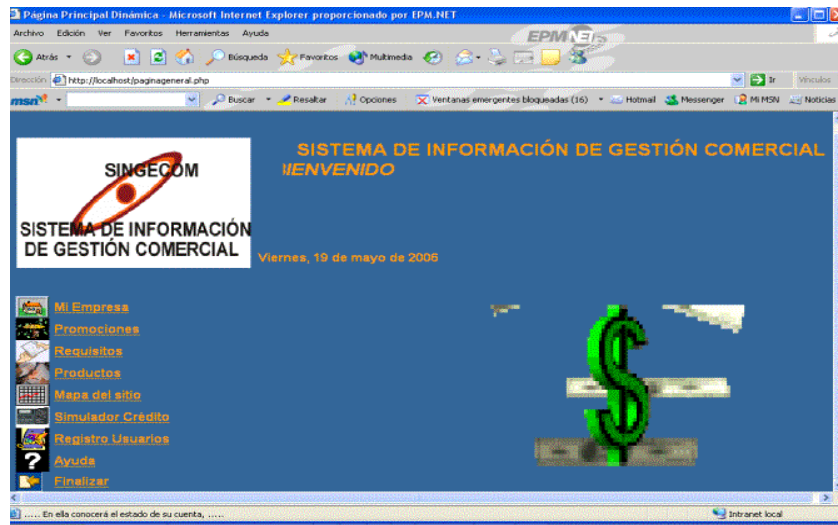 Página Principal Dinámica - Microsoft Internet Explorer proporcionado por EPM.NET
Archivo Edición Ver Favoritos Herramientas Ayuda
EPM NET
Atrás Búsqueda Favoritos Multimedia
Dirección http://localhost/paginageneral.php Ir Vínculos
msn Buscar Resaltar Opciones Ventanas emergentes bloqueadas (16) Hotmail Messenger Mi MSN Noticias
SISTEMA DE INFORMACIÓN DE GESTIÓN COMERCIAL
IENVENIDO
SINGECOM
SISTEMA DE INFORMACIÓN
DE GESTIÓN COMERCIAL
Viernes, 19 de mayo de 2006
Mi Empresa
Promociones
Requisitos
Productos
Mapa del sitio
Simulador Crédito
Registro Usuarios
Ayuda
Finalizar
..... En ella conocerá el estado de su cuenta, ...... Intranet local